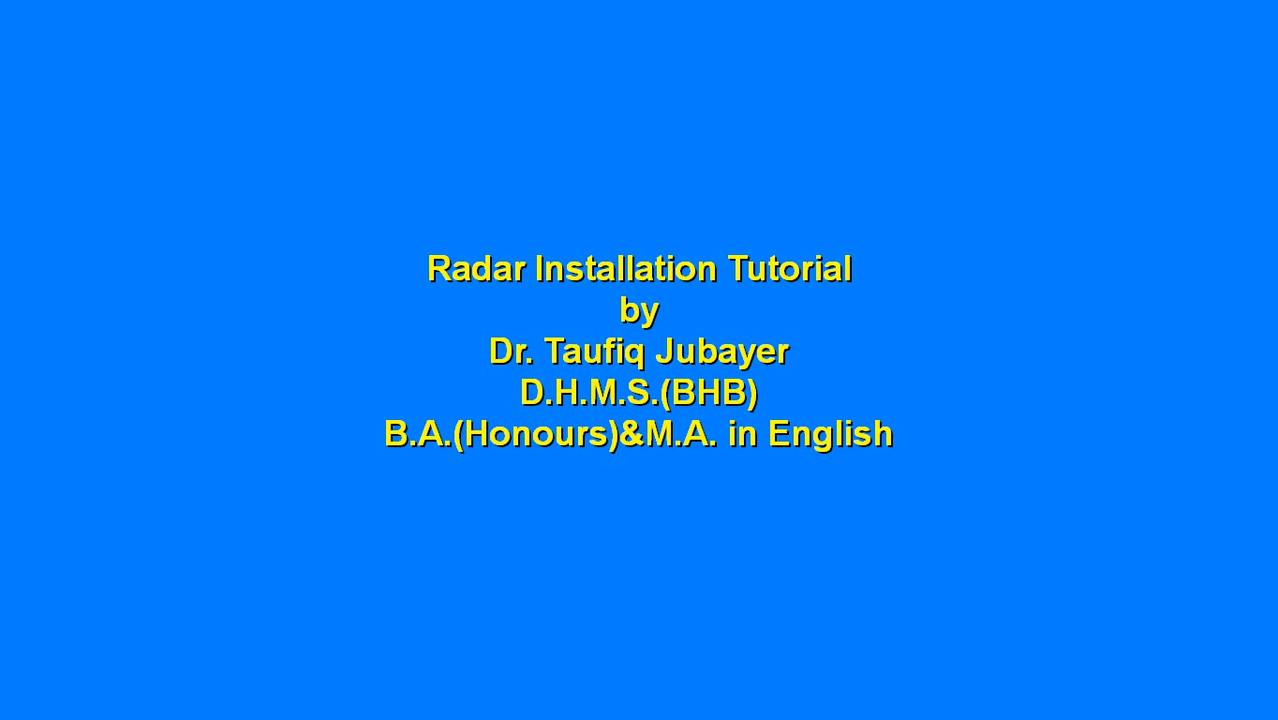 Radar Installation Tutorial
by
Dr. Taufiq Jubayer
D.H.M.S.(BHB)
B.A.(Honours)&M.A. in English